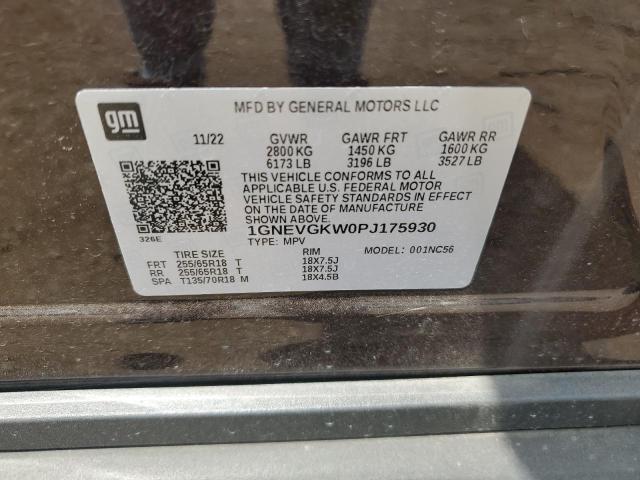 gm
MFD BY GENERAL MOTORS LLC
11/22 GVWR GAWR FRT GAWR RR
2800 KG 1450 KG 1600 KG
6173 LB 3196 LB 3527 LB
THIS VEHICLE CONFORMS TO ALL
APPLICABLE U.S. FEDERAL MOTOR
VEHICLE SAFETY STANDARDS IN EFFECT
ON THE DATE OF MANUFACTURE
SHOWN ABOVE.
326E
1GNEVGKW0PJ175930
TYPE: MPV MODEL: 001NC56
TIRE SIZE RIM
FRT 255/65R18 T 18X7.5J
RR 255/65R18 T 18X7.5J
SPA T135/70R18 M 18X4.5B